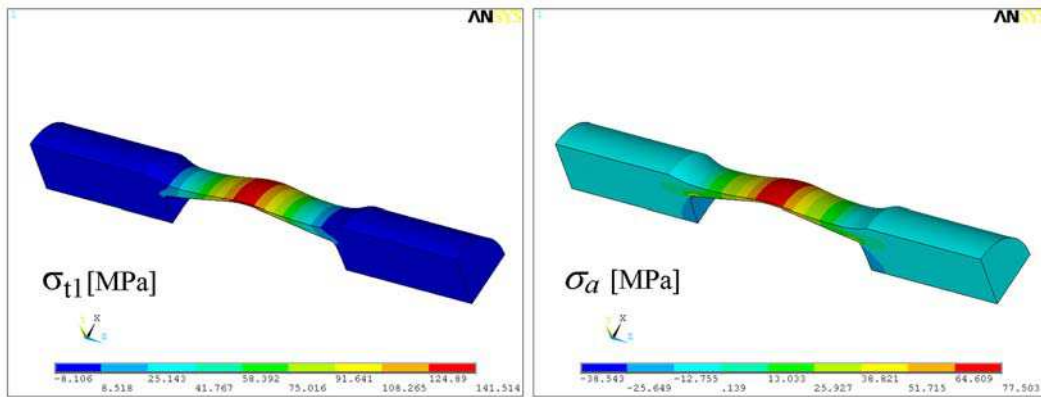 1
ANSYS
σt1 [MPa]
Y X Z
-8.106 25.143 58.392 91.641 124.89
8.518 41.767 75.016 108.265 141.514
1
ANSYS
σa [MPa]
Y X Z
-38.543 -12.755 13.033 38.821 64.609
-25.649 .139 25.927 51.715 77.503